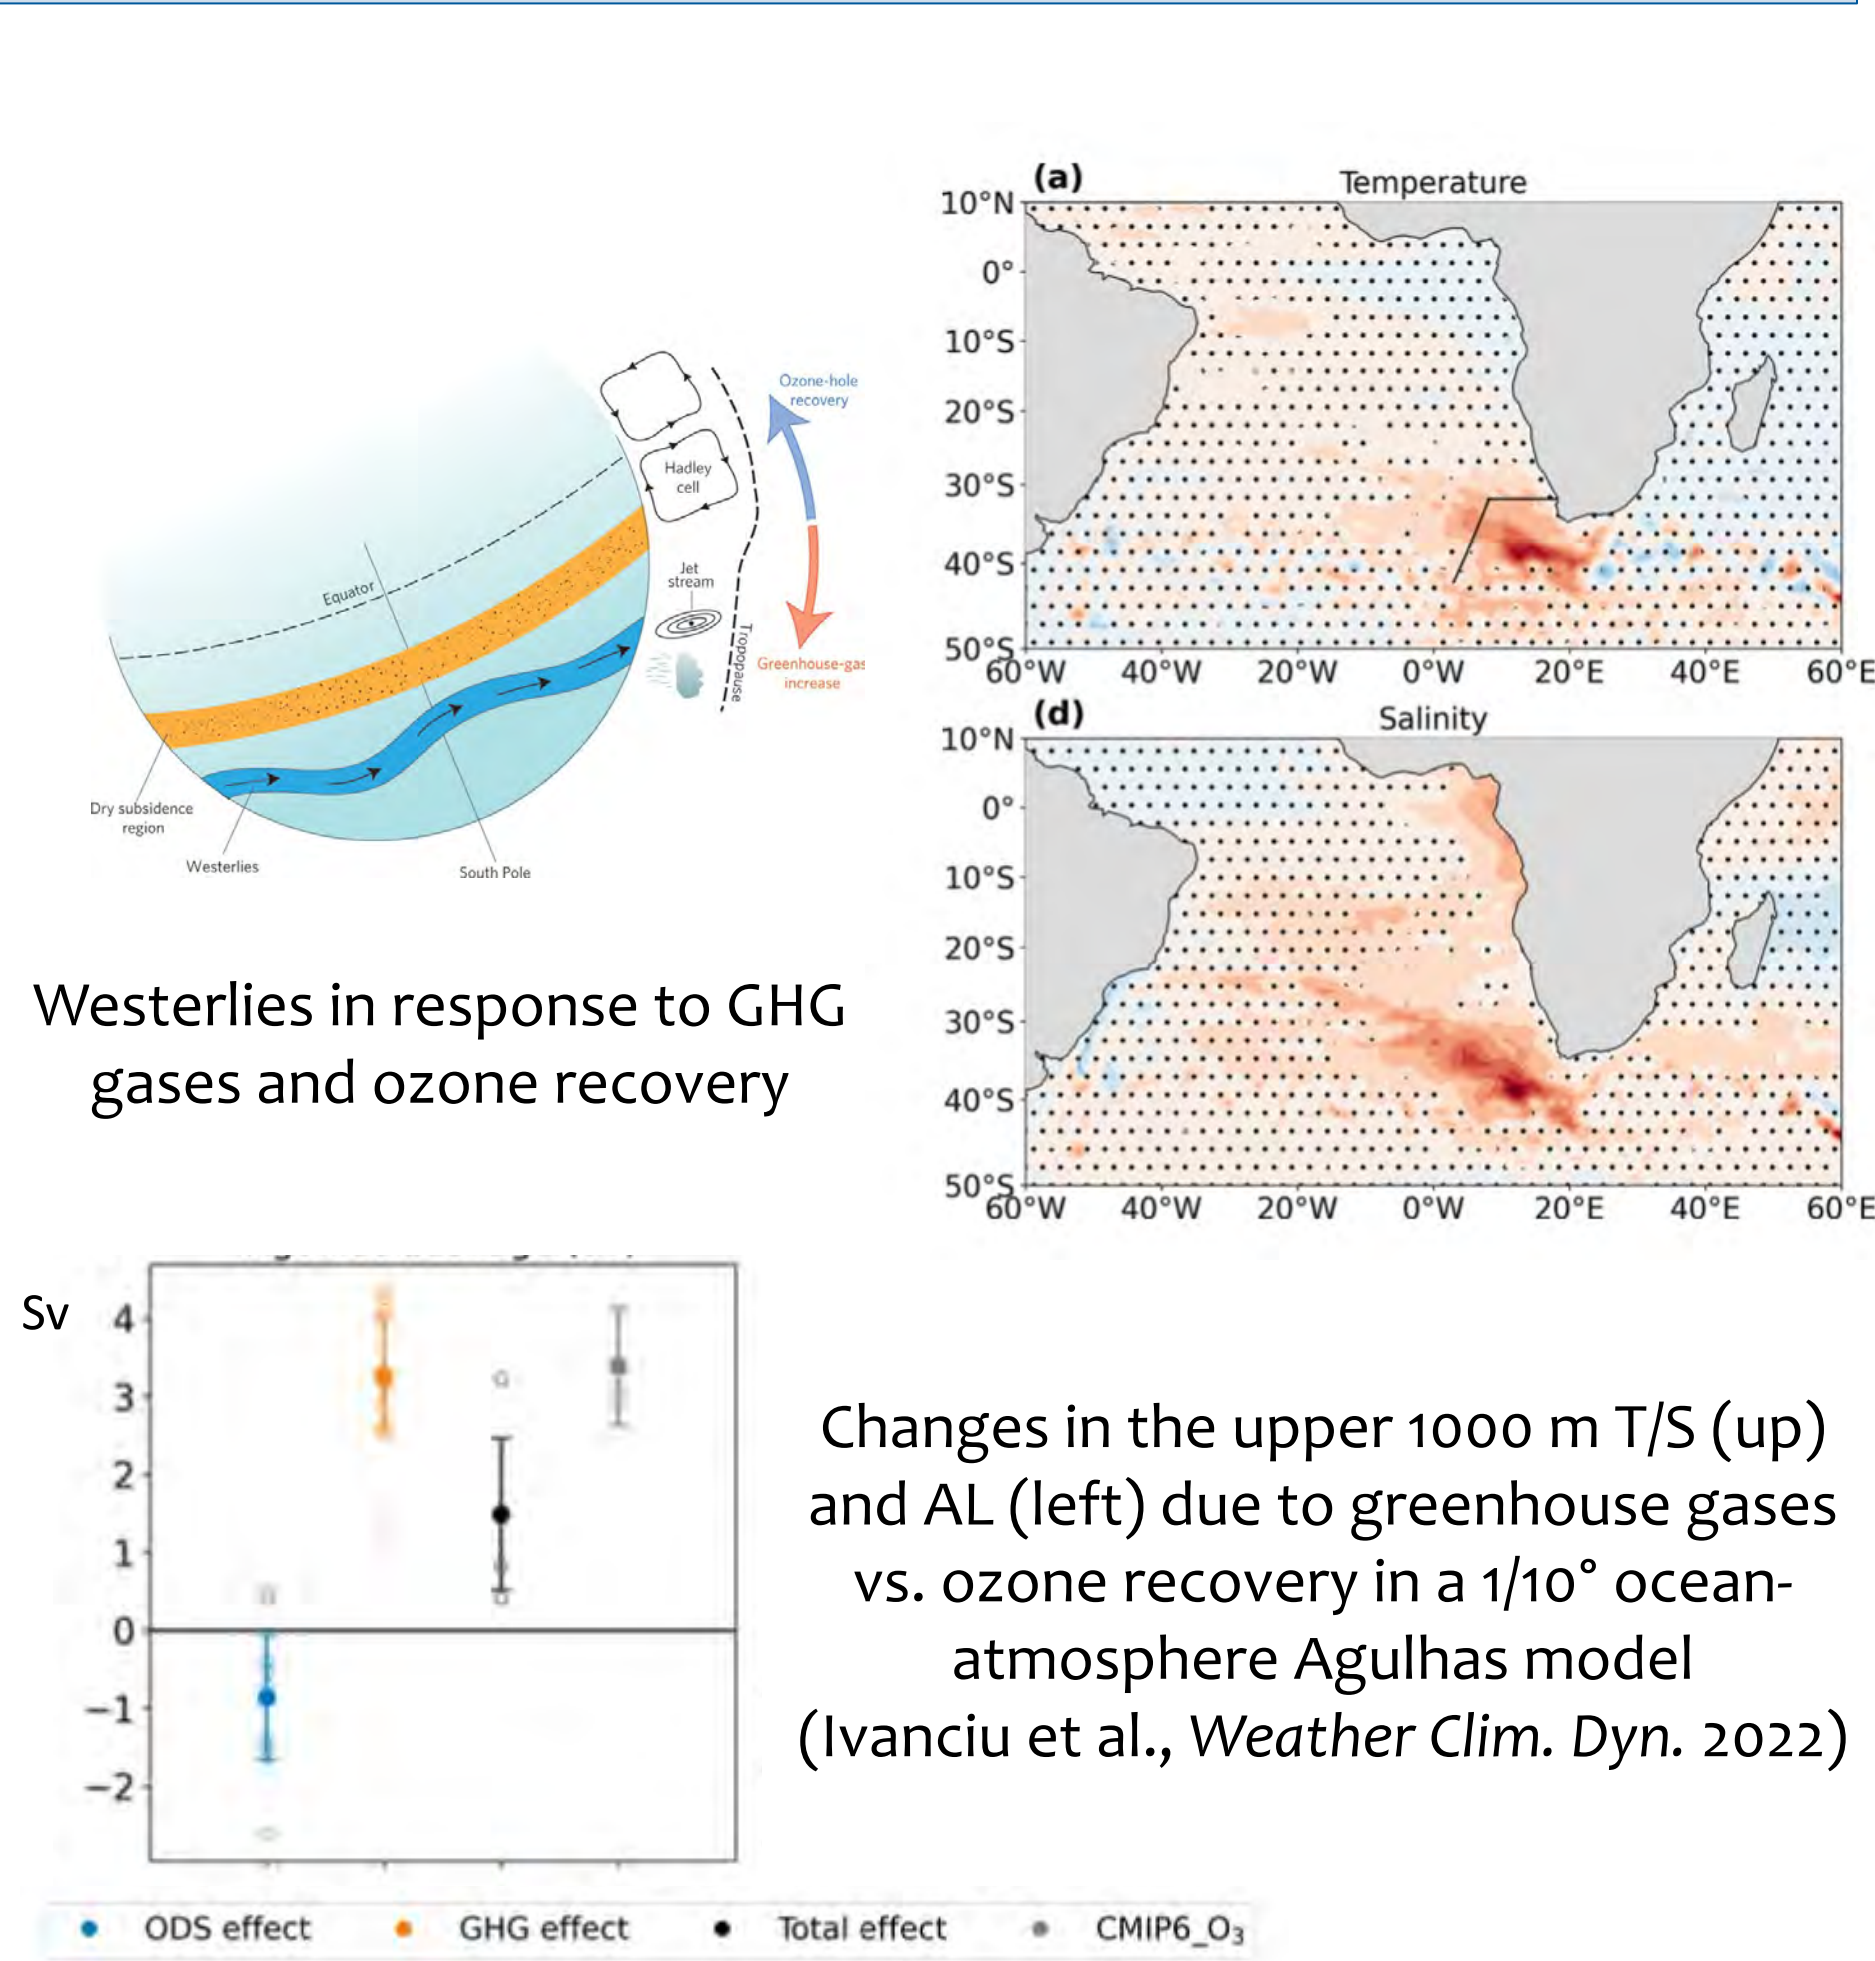 Ozone-hole
recovery
Hadley
cell
Jet
stream
Tropopause
Greenhouse-gas
increase
Equator
Dry subsidence
region
Westerlies
South Pole
Westerlies in response to GHG
gases and ozone recovery
(a) Temperature
10°N
0°
10°S
20°S
30°S
40°S
50°S
60°W 40°W 20°W 0°W 20°E 40°E 60°E
(d) Salinity
10°N
0°
10°S
20°S
30°S
40°S
50°S
60°W 40°W 20°W 0°W 20°E 40°E 60°E
Sv
4
3
2
1
0
−1
−2
ODS effect GHG effect Total effect CMIP6_O₃
Changes in the upper 1000 m T/S (up)
and AL (left) due to greenhouse gases
vs. ozone recovery in a 1/10° ocean-
atmosphere Agulhas model
(Ivanciu et al., Weather Clim. Dyn. 2022)